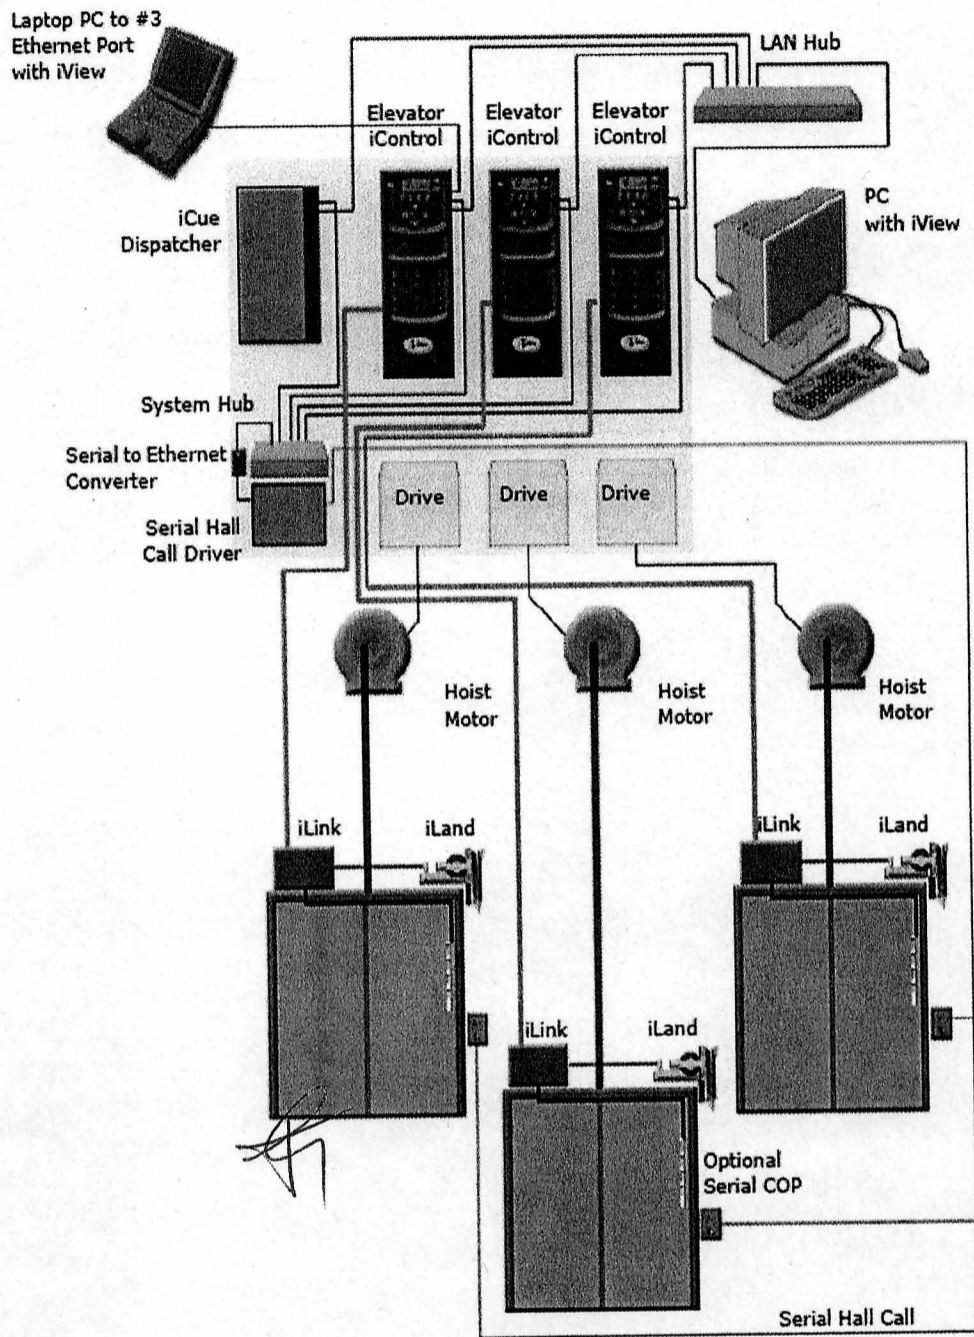 Laptop PC to #3
Ethernet Port
with iView
LAN Hub
Elevator
iControl
Elevator
iControl
Elevator
iControl
iCue
Dispatcher
PC
with iView
System Hub
Serial to Ethernet
Converter
Serial Hall
Call Driver
Drive
Drive
Drive
Hoist
Motor
Hoist
Motor
Hoist
Motor
iLink
iLand
iLink
iLand
iLink
iLand
Optional
Serial COP
Serial Hall Call